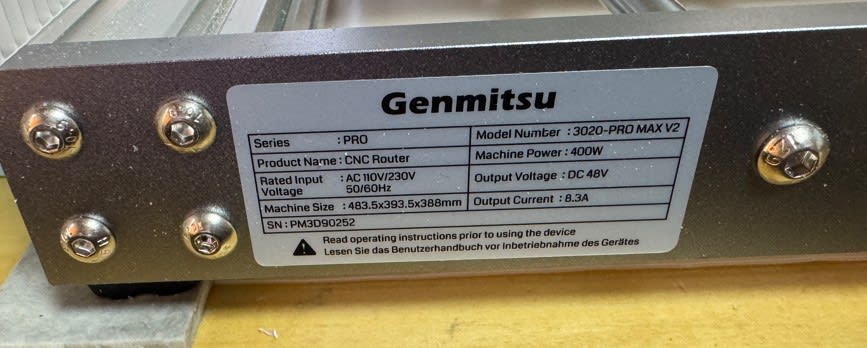 Genmitsu
Series : PRO
Model Number : 3020-PRO MAX V2
Product Name : CNC Router
Machine Power : 400W
Rated Input Voltage : AC 110V/230V 50/60Hz
Output Voltage : DC 48V
Machine Size : 483.5x393.5x388mm
Output Current : 8.3A
SN : PM3D90252
Read operating instructions prior to using the device
Lesen Sie das Benutzerhandbuch vor Inbetriebnahme des Gerätes